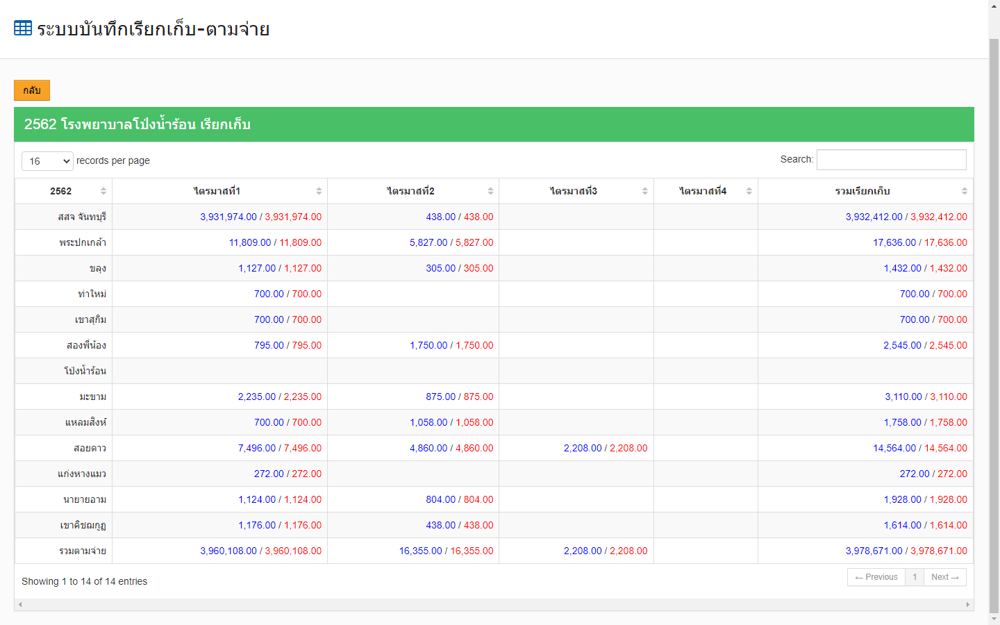 ระบบบันทึกเรียกเก็บ-ตามจ่าย
กลับ
2562 โรงพยาบาลโป่งน้ำร้อน เรียกเก็บ
16 records per page Search:
2562 ไตรมาสที่1 ไตรมาสที่2 ไตรมาสที่3 ไตรมาสที่4 รวมเรียกเก็บ
สสจ จันทบุรี 3,931,974.00 / 3,931,974.00 438.00 / 438.00 3,932,412.00 / 3,932,412.00
พระปกเกล้า 11,809.00 / 11,809.00 5,827.00 / 5,827.00 17,636.00 / 17,636.00
ขลุง 1,127.00 / 1,127.00 305.00 / 305.00 1,432.00 / 1,432.00
ท่าใหม่ 700.00 / 700.00 700.00 / 700.00
เขาสุกิม 700.00 / 700.00 700.00 / 700.00
สองพี่น้อง 795.00 / 795.00 1,750.00 / 1,750.00 2,545.00 / 2,545.00
โป่งน้ำร้อน
มะขาม 2,235.00 / 2,235.00 875.00 / 875.00 3,110.00 / 3,110.00
แหลมสิงห์ 700.00 / 700.00 1,058.00 / 1,058.00 1,758.00 / 1,758.00
สอยดาว 7,496.00 / 7,496.00 4,860.00 / 4,860.00 2,208.00 / 2,208.00 14,564.00 / 14,564.00
แก่งหางแมว 272.00 / 272.00 272.00 / 272.00
นายายอาม 1,124.00 / 1,124.00 804.00 / 804.00 1,928.00 / 1,928.00
เขาคิชฌกูฏ 1,176.00 / 1,176.00 438.00 / 438.00 1,614.00 / 1,614.00
รวมตามจ่าย 3,960,108.00 / 3,960,108.00 16,355.00 / 16,355.00 2,208.00 / 2,208.00 3,978,671.00 / 3,978,671.00
Showing 1 to 14 of 14 entries ← Previous 1 Next →